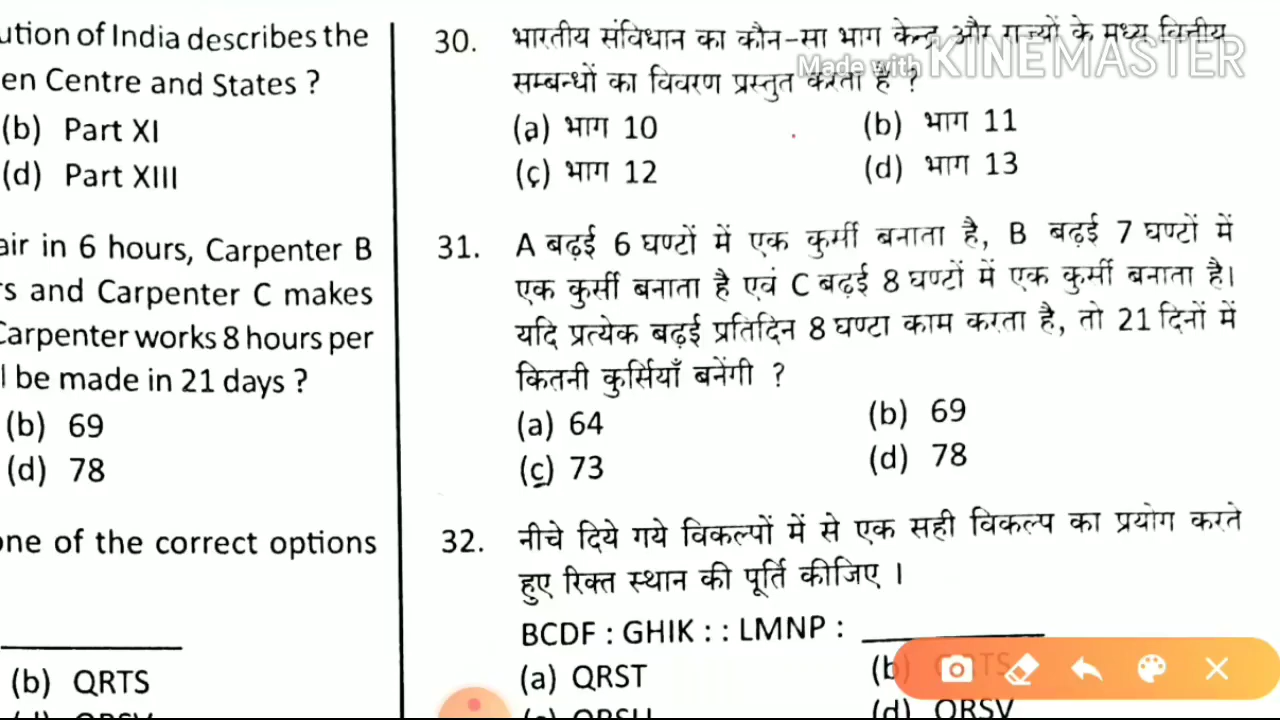 ution of India describes the
en Centre and States ?
(b) Part XI
(d) Part XIII
air in 6 hours, Carpenter B
s and Carpenter C makes
Carpenter works 8 hours per
l be made in 21 days ?
(b) 69
(d) 78
one of the correct options
(b) QRTS
30. भारतीय संविधान का कौन-सा भाग केन्द्र और राज्यों के मध्य वित्तीय
सम्बन्धों का विवरण प्रस्तुत करता है ?
Made with KINEMASTER
(a) भाग 10 (b) भाग 11
(c) भाग 12 (d) भाग 13
31. A बढ़ई 6 घण्टों में एक कुर्सी बनाता है, B बढ़ई 7 घण्टों में
एक कुर्सी बनाता है एवं C बढ़ई 8 घण्टों में एक कुर्सी बनाता है।
यदि प्रत्येक बढ़ई प्रतिदिन 8 घण्टा काम करता है, तो 21 दिनों में
कितनी कुर्सियाँ बनेंगी ?
(a) 64 (b) 69
(c) 73 (d) 78
32. नीचे दिये गये विकल्पों में से एक सही विकल्प का प्रयोग करते
हुए रिक्त स्थान की पूर्ति कीजिए ।
BCDF : GHIK : : LMNP :
(a) QRST (b) QRTS
(d) QRSV